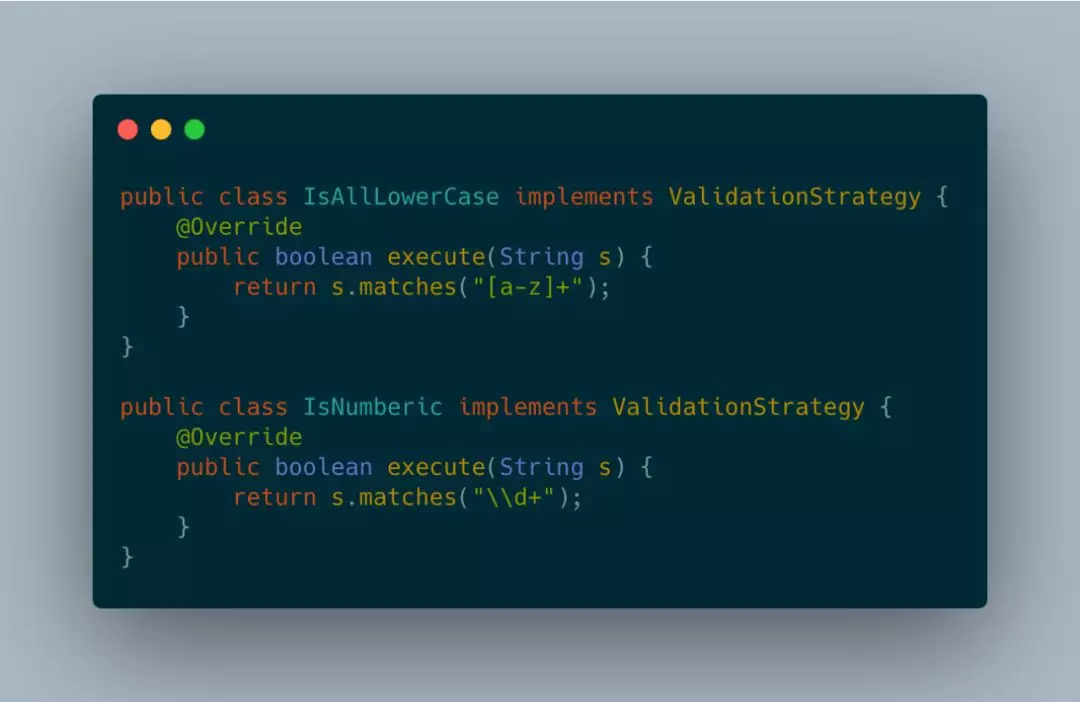 public class IsAllLowerCase implements ValidationStrategy {
    @Override
    public boolean execute(String s) {
        return s.matches("[a-z]+");
    }
}

public class IsNumberic implements ValidationStrategy {
    @Override
    public boolean execute(String s) {
        return s.matches("\\d+");
    }
}